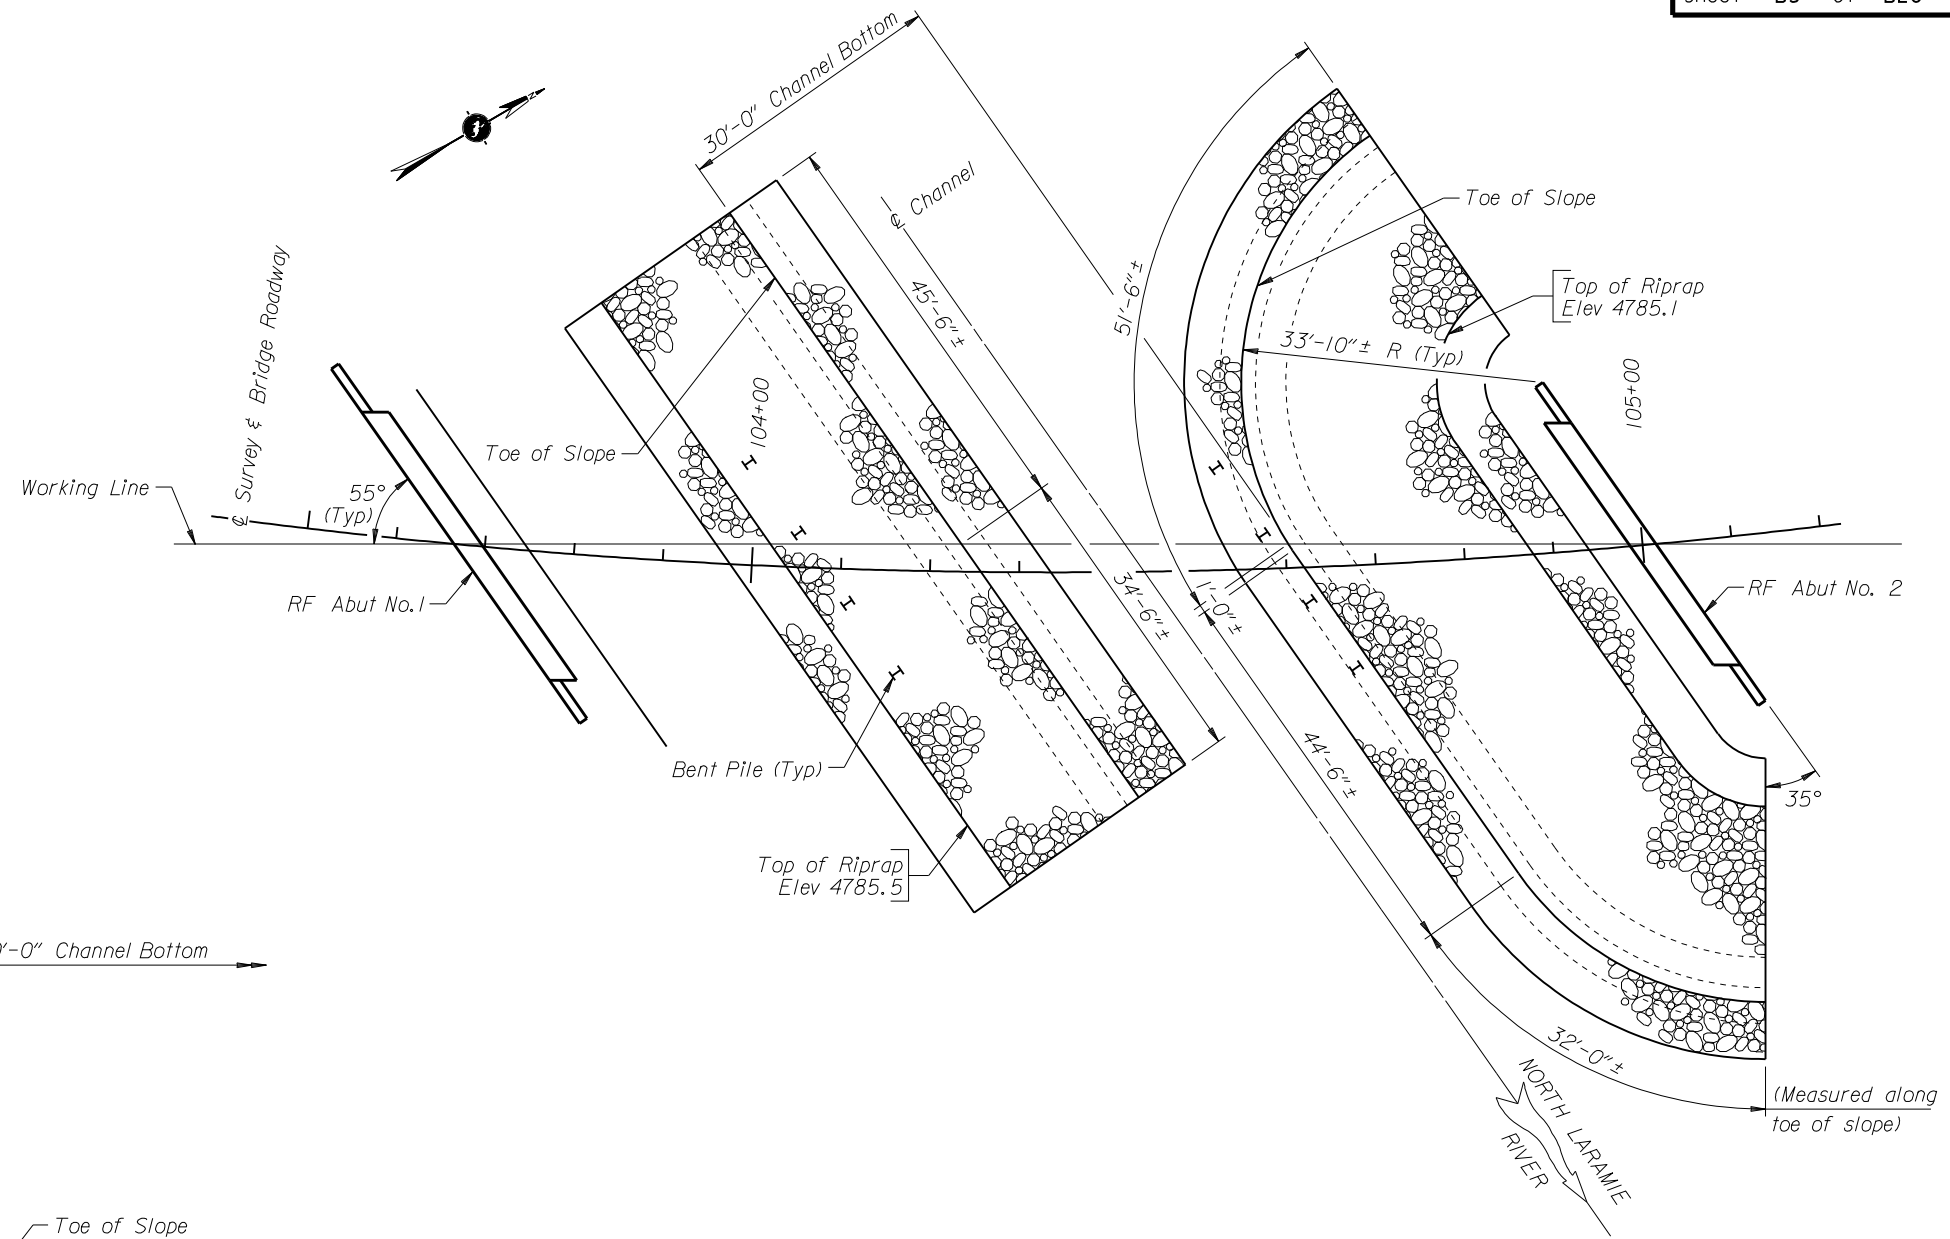 30'-0" Channel Bottom
℄ Channel
45'-6"±
34'-6"±
51'-6"±
Toe of Slope
Top of Riprap
Elev 4785.1
33'-10"± R (Typ)
105+00
104+00
℄ Survey & Bridge Roadway
Toe of Slope
Working Line
55°
(Typ)
RF Abut No.1
RF Abut No. 2
1'-0"±
44'-6"±
Bent Pile (Typ)
35°
Top of Riprap
Elev 4785.5
'-0" Channel Bottom
32'-0"±
NORTH LARAMIE
RIVER
(Measured along
toe of slope)
Toe of Slope
N